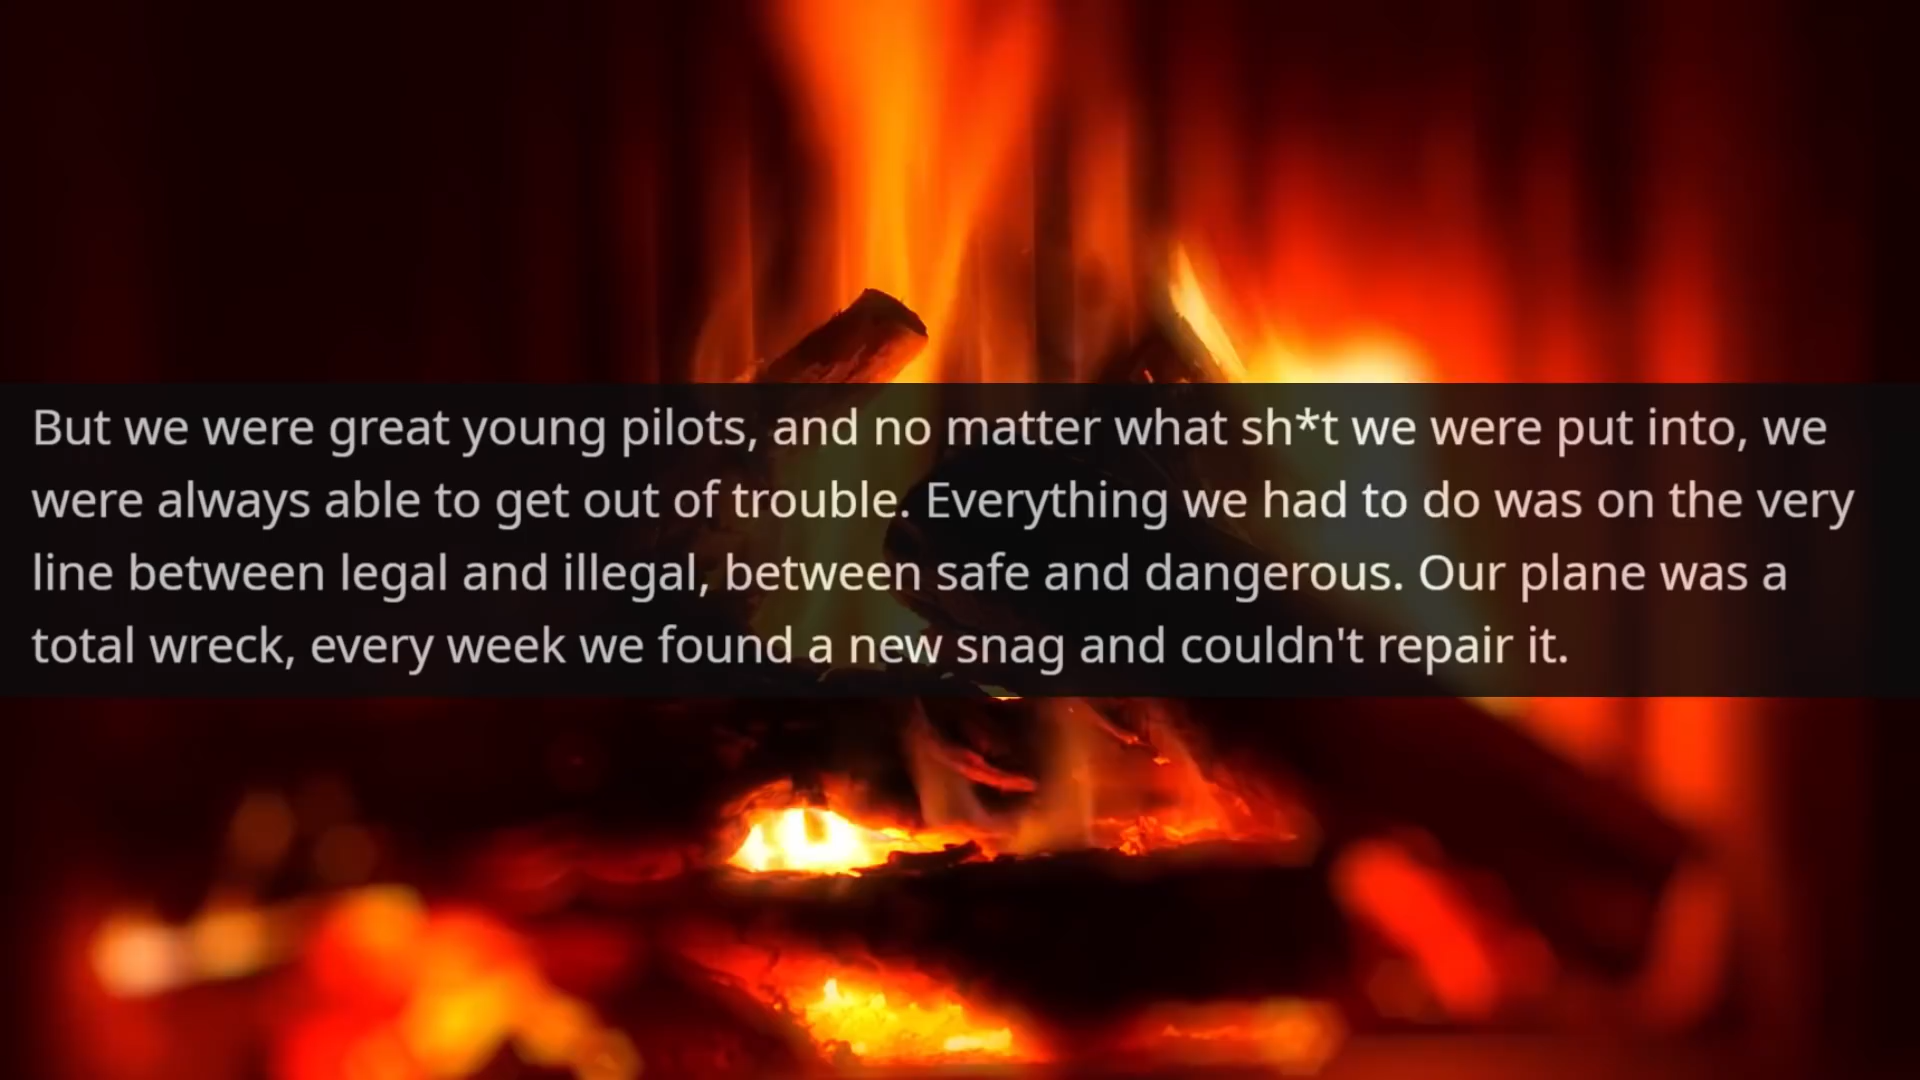 But we were great young pilots, and no matter what sh*t we were put into, we
were always able to get out of trouble. Everything we had to do was on the very
line between legal and illegal, between safe and dangerous. Our plane was a
total wreck, every week we found a new snag and couldn't repair it.